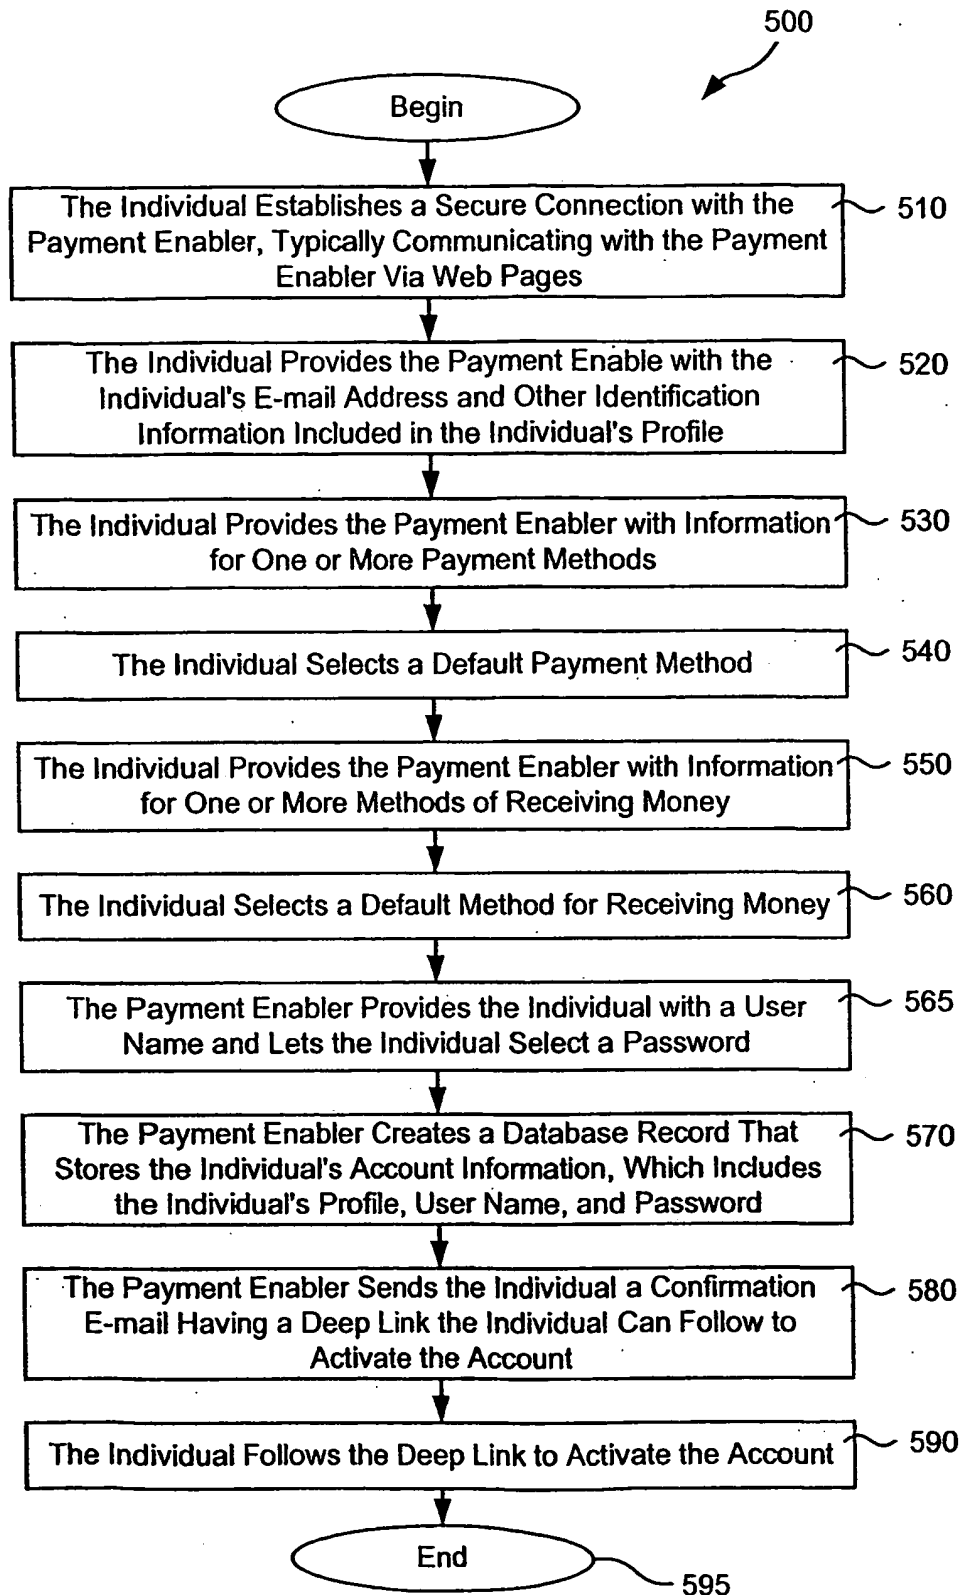 500
Begin
The Individual Establishes a Secure Connection with the
Payment Enabler, Typically Communicating with the Payment
Enabler Via Web Pages
510
The Individual Provides the Payment Enable with the
Individual's E-mail Address and Other Identification
Information Included in the Individual's Profile
520
The Individual Provides the Payment Enabler with Information
for One or More Payment Methods
530
The Individual Selects a Default Payment Method
540
The Individual Provides the Payment Enabler with Information
for One or More Methods of Receiving Money
550
The Individual Selects a Default Method for Receiving Money
560
The Payment Enabler Provides the Individual with a User
Name and Lets the Individual Select a Password
565
The Payment Enabler Creates a Database Record That
Stores the Individual's Account Information, Which Includes
the Individual's Profile, User Name, and Password
570
The Payment Enabler Sends the Individual a Confirmation
E-mail Having a Deep Link the Individual Can Follow to
Activate the Account
580
The Individual Follows the Deep Link to Activate the Account
590
End
595